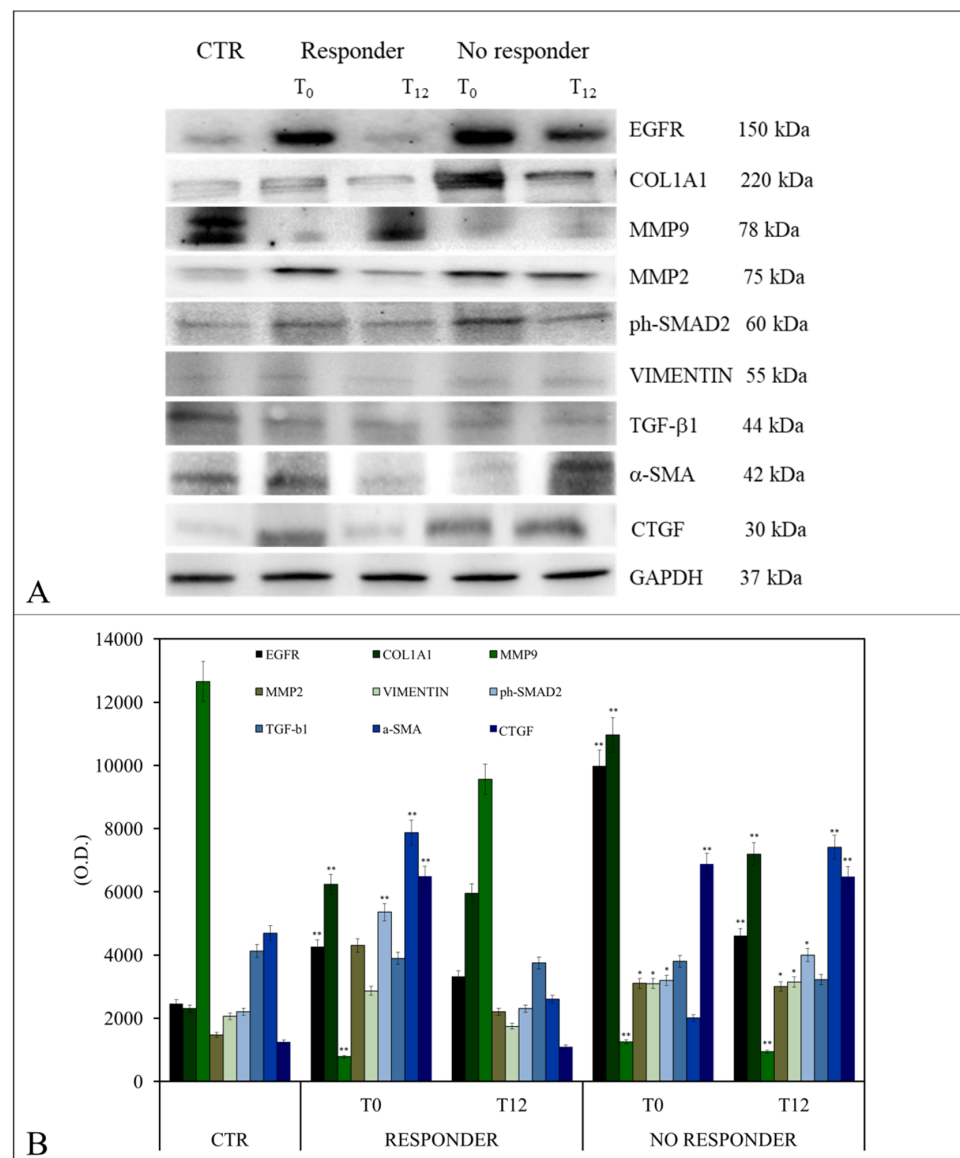 CTR Responder No responder
T0 T12 T0 T12
EGFR 150 kDa
COL1A1 220 kDa
MMP9 78 kDa
MMP2 75 kDa
ph-SMAD2 60 kDa
VIMENTIN 55 kDa
TGF-β1 44 kDa
α-SMA 42 kDa
CTGF 30 kDa
GAPDH 37 kDa
A
14000
12000
10000
8000
6000
4000
2000
0
(O.D.)
EGFR COL1A1 MMP9
MMP2 VIMENTIN ph-SMAD2
TGF-b1 a-SMA CTGF
** ** ** ** ** **
** ** ** * * * **
** ** ** * * * ** **
T0 T12 T0 T12
CTR RESPONDER NO RESPONDER
B